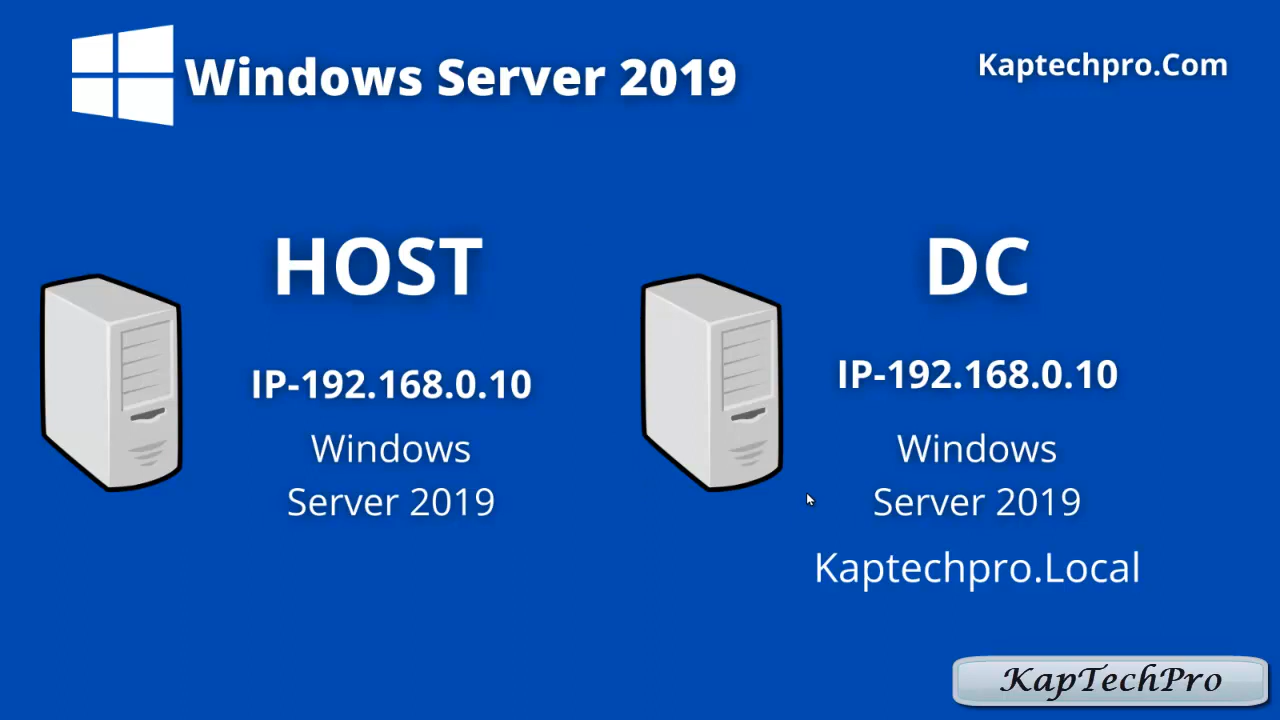 Windows Server 2019
Kaptechpro.Com
HOST
IP-192.168.0.10
Windows
Server 2019
DC
IP-192.168.0.10
Windows
Server 2019
Kaptechpro.Local
KapTechPro